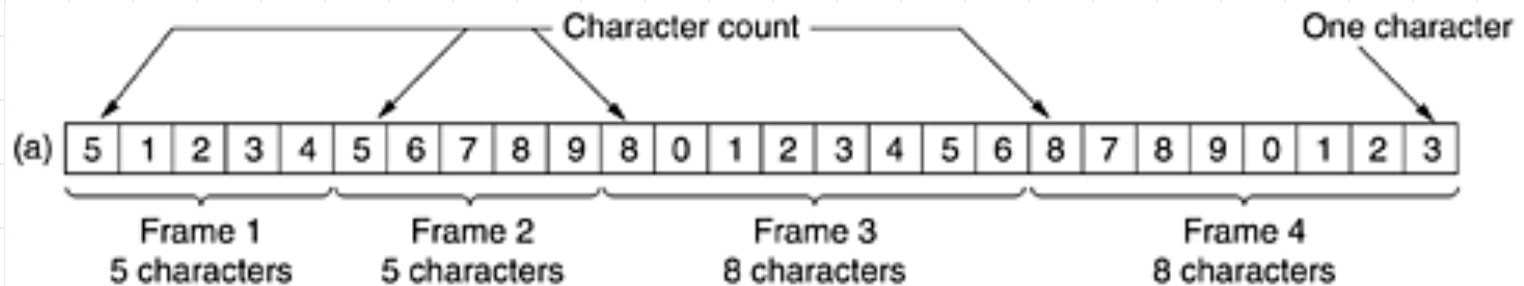 Character count One character
(a) 5 1 2 3 4 5 6 7 8 9 8 0 1 2 3 4 5 6 8 7 8 9 0 1 2 3
Frame 1 Frame 2 Frame 3 Frame 4
5 characters 5 characters 8 characters 8 characters